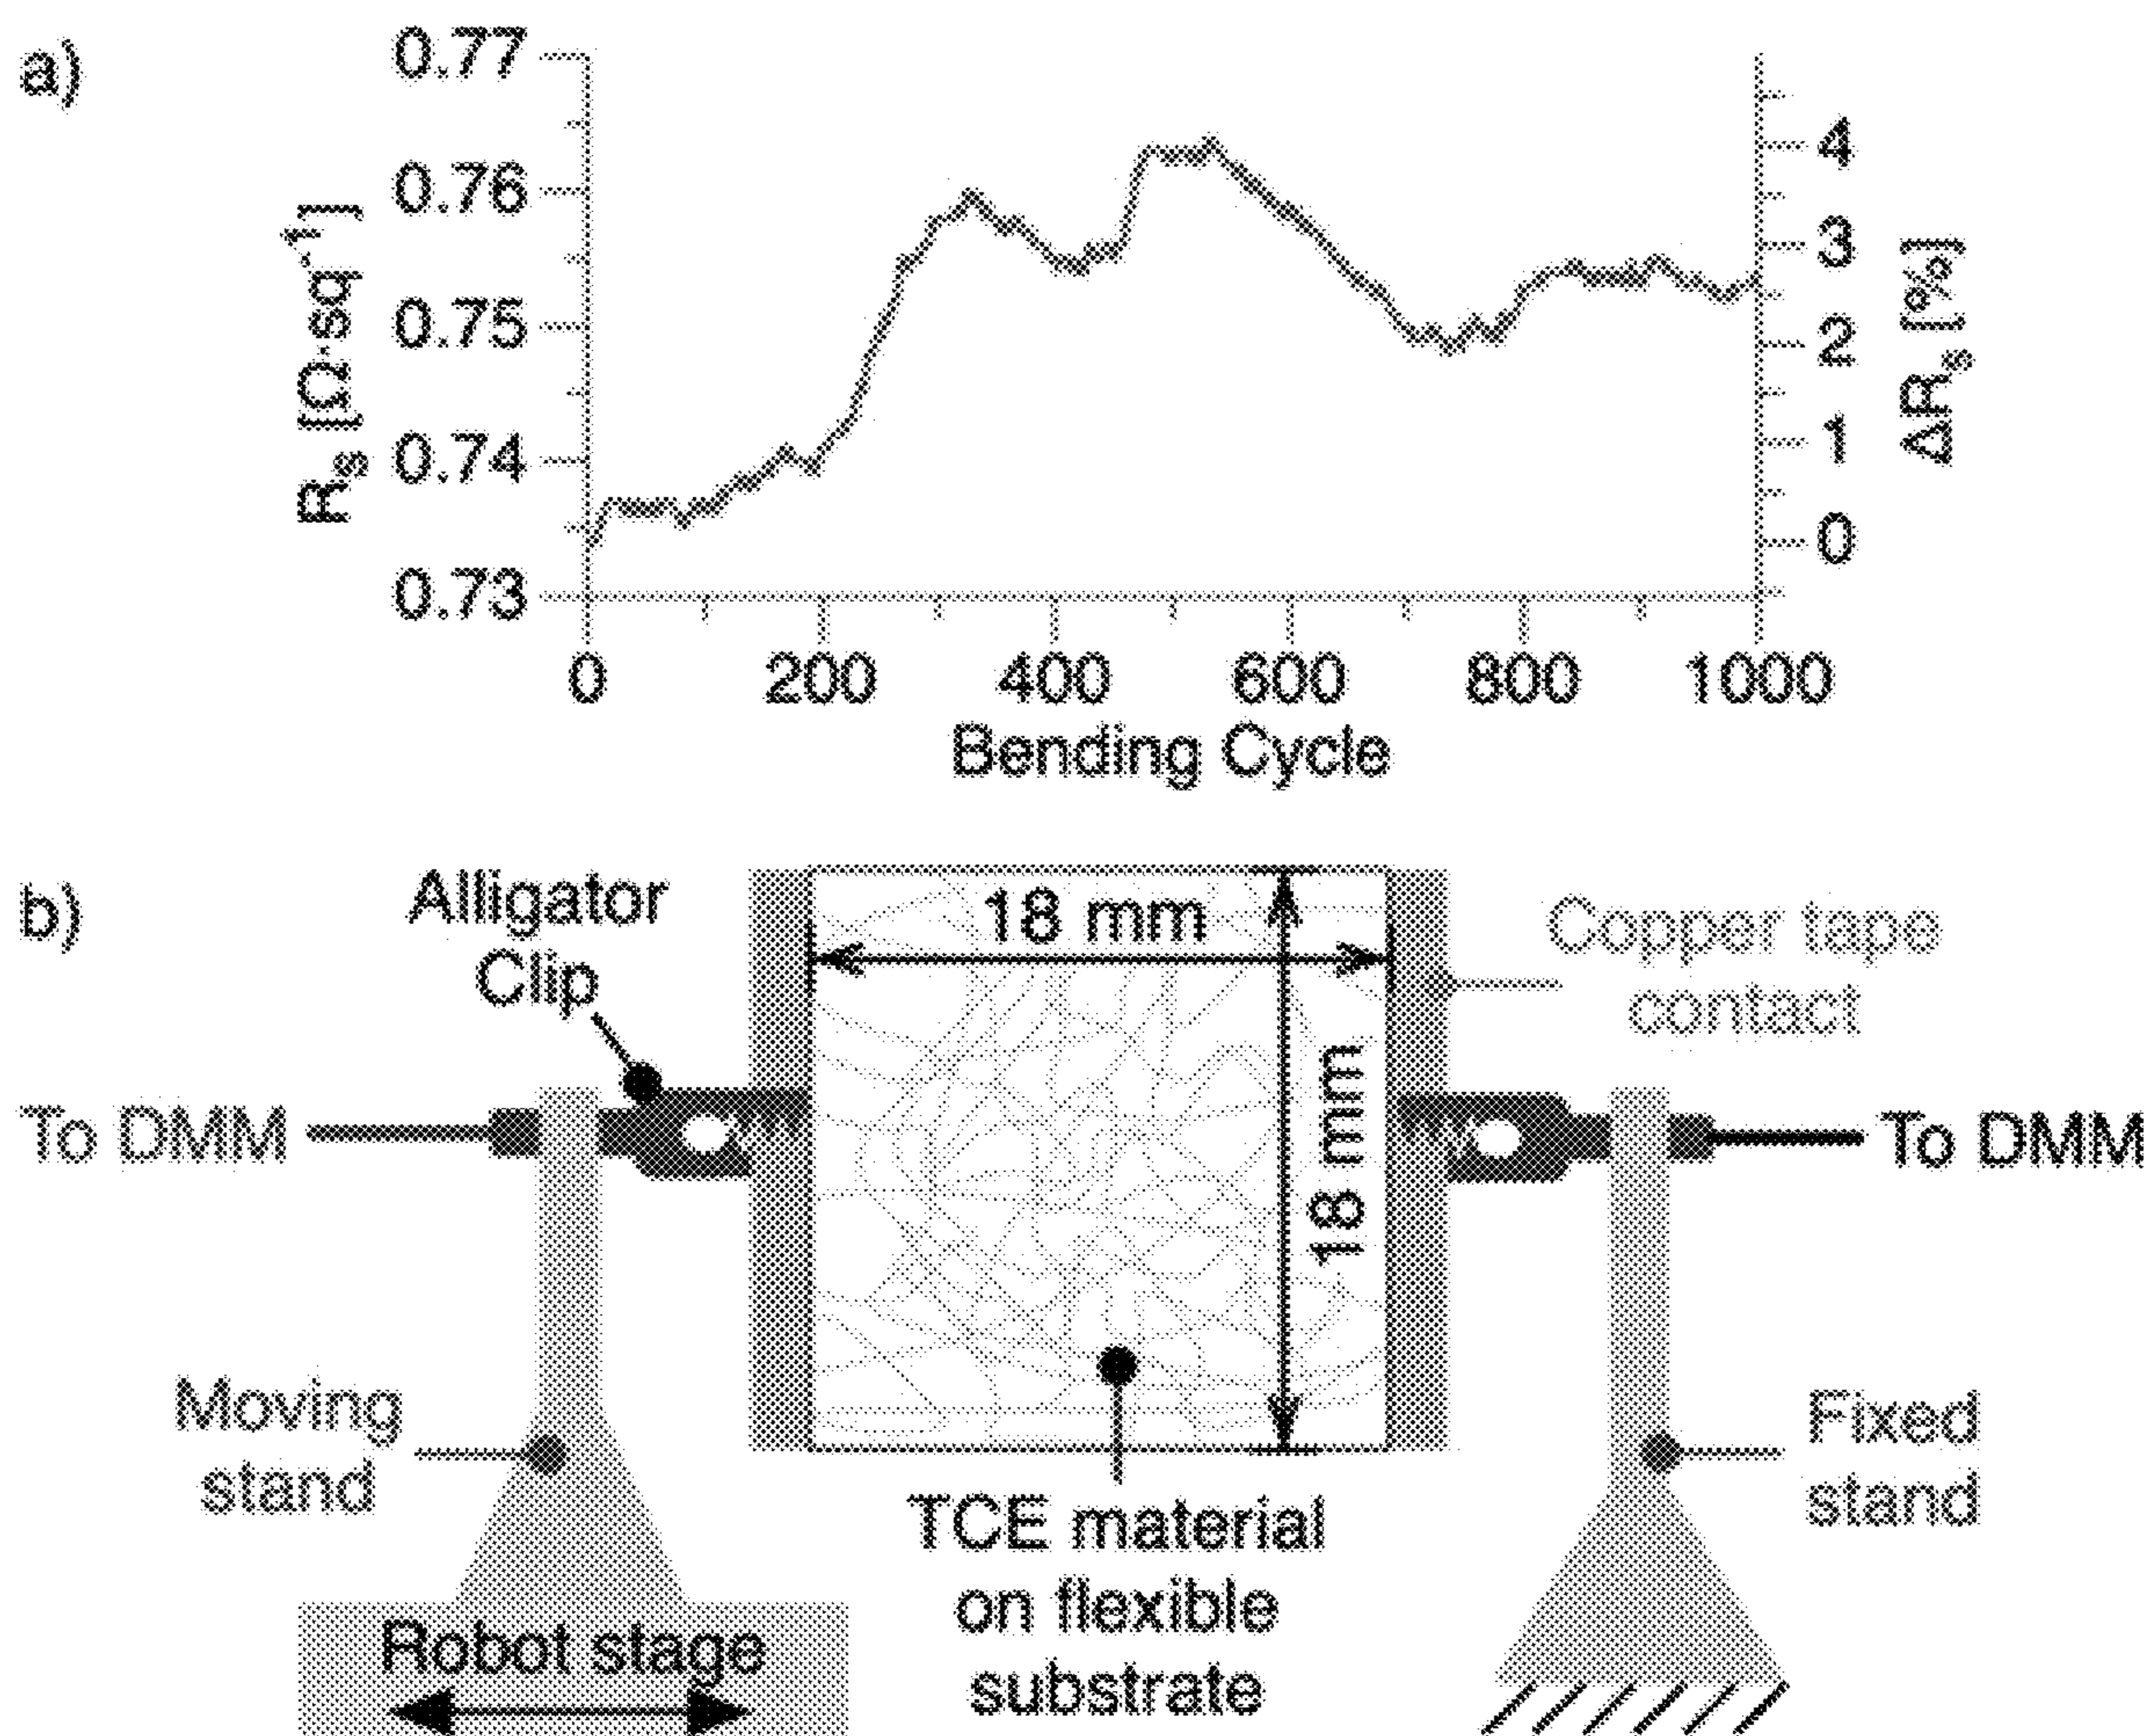 a)
0.77
0.76
0.75
0.74
0.73
Rs [Ω·sq⁻¹]
4
3
2
1
0
ΔRs [%]
0
200
400
600
800
1000
Bending Cycle
b)
Alligator
Clip
18 mm
18 mm
Copper tape
contact
To DMM
To DMM
Moving
stand
TCE material
on flexible
substrate
Fixed
stand
Robot stage